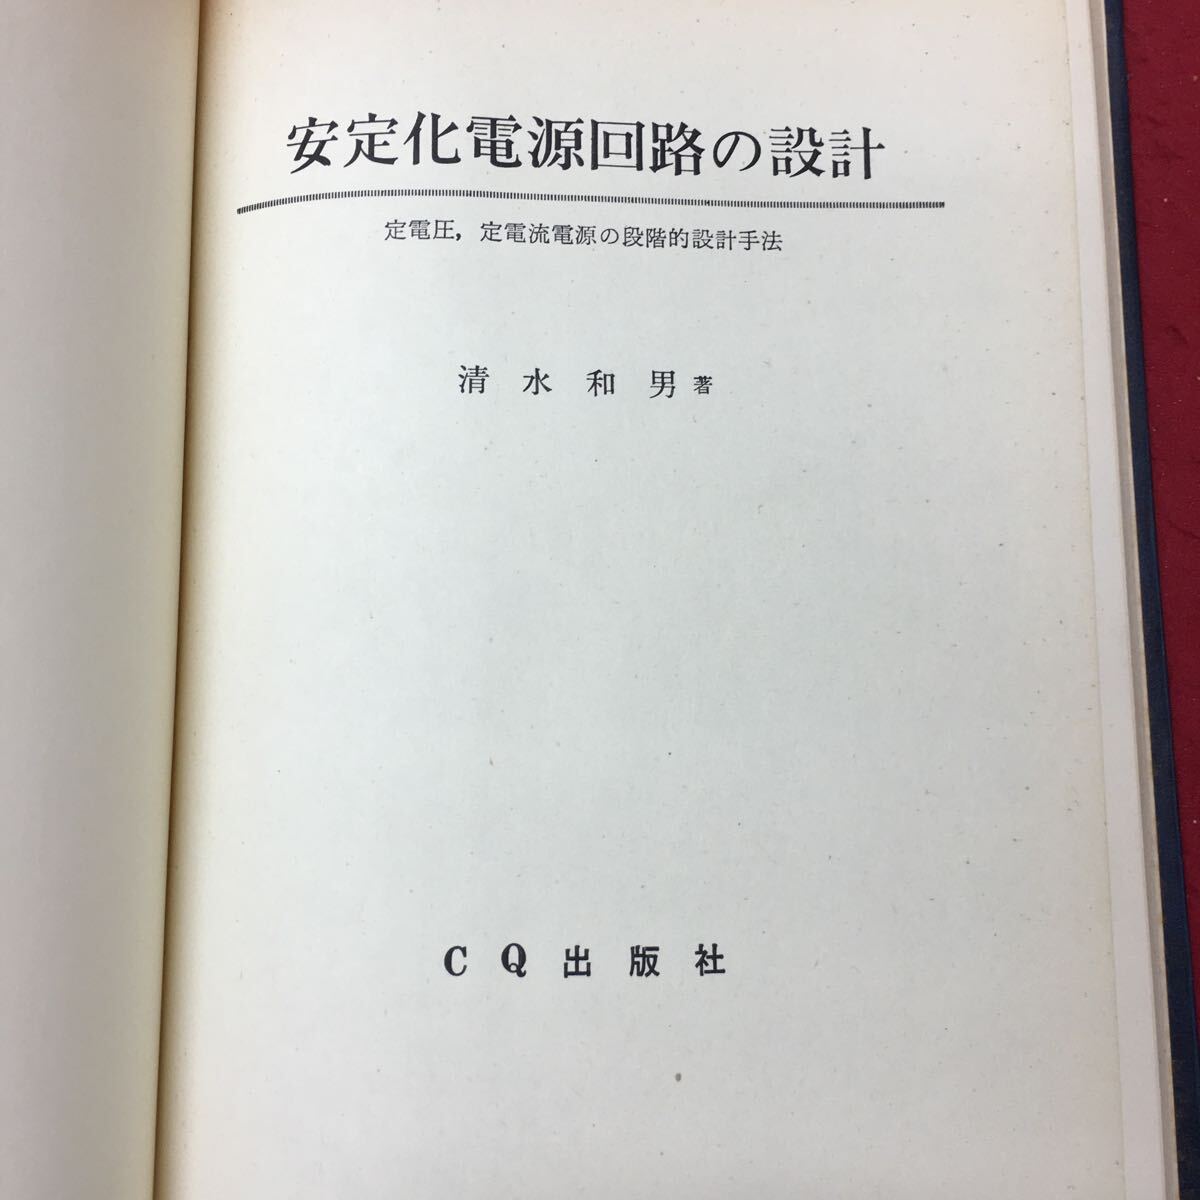 安定化電源回路の設計
定電圧，定電流電源の段階的設計手法
清水和男著
CQ出版社